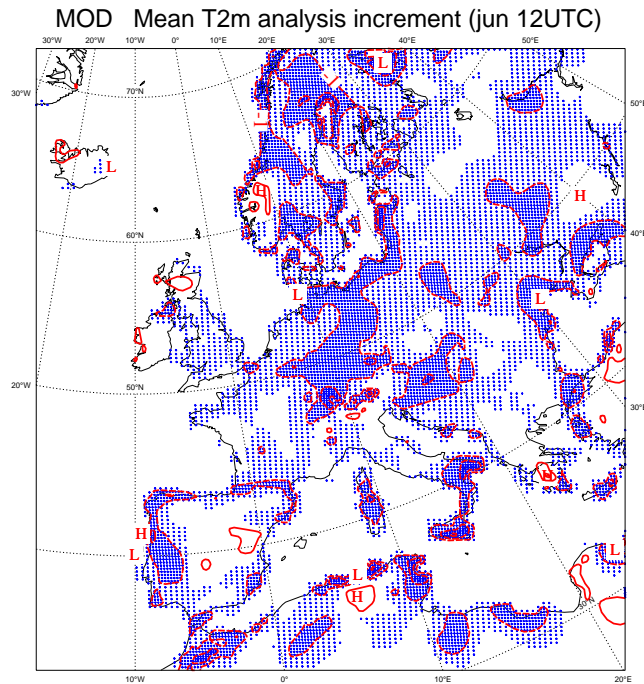 MOD Mean T2m analysis increment (jun 12UTC)
30°W 20°W 10°W 0° 20°E 30°E 40°E 50°E
L
30°W 70°N 50°
L L
L
H
H
60°N 40°
L L
20°W 50°N 30°
H
H
L L
10°W
L
H
50°N
10°W 0° 10°E 20°E